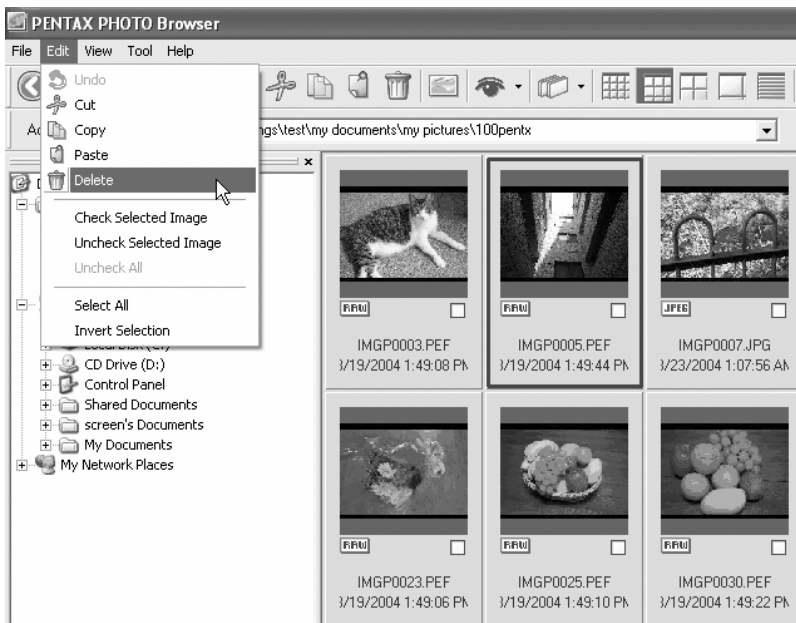 PENTAX PHOTO Browser
File Edit View Tool Help
Undo
Cut
Copy
Paste
Delete
Check Selected Image
Uncheck Selected Image
Uncheck All
Select All
Invert Selection
ngs\test\my documents\my pictures\100pentx
CD Drive (D:)
Control Panel
Shared Documents
screen's Documents
My Documents
My Network Places
RAW
IMGP0003.PEF
3/19/2004 1:49:08 PM
RAW
IMGP0005.PEF
3/19/2004 1:49:44 PM
JPEG
IMGP0007.JPG
3/23/2004 1:07:56 AM
RAW
IMGP0023.PEF
3/19/2004 1:49:06 PM
RAW
IMGP0025.PEF
3/19/2004 1:49:10 PM
RAW
IMGP0030.PEF
3/19/2004 1:49:22 PM